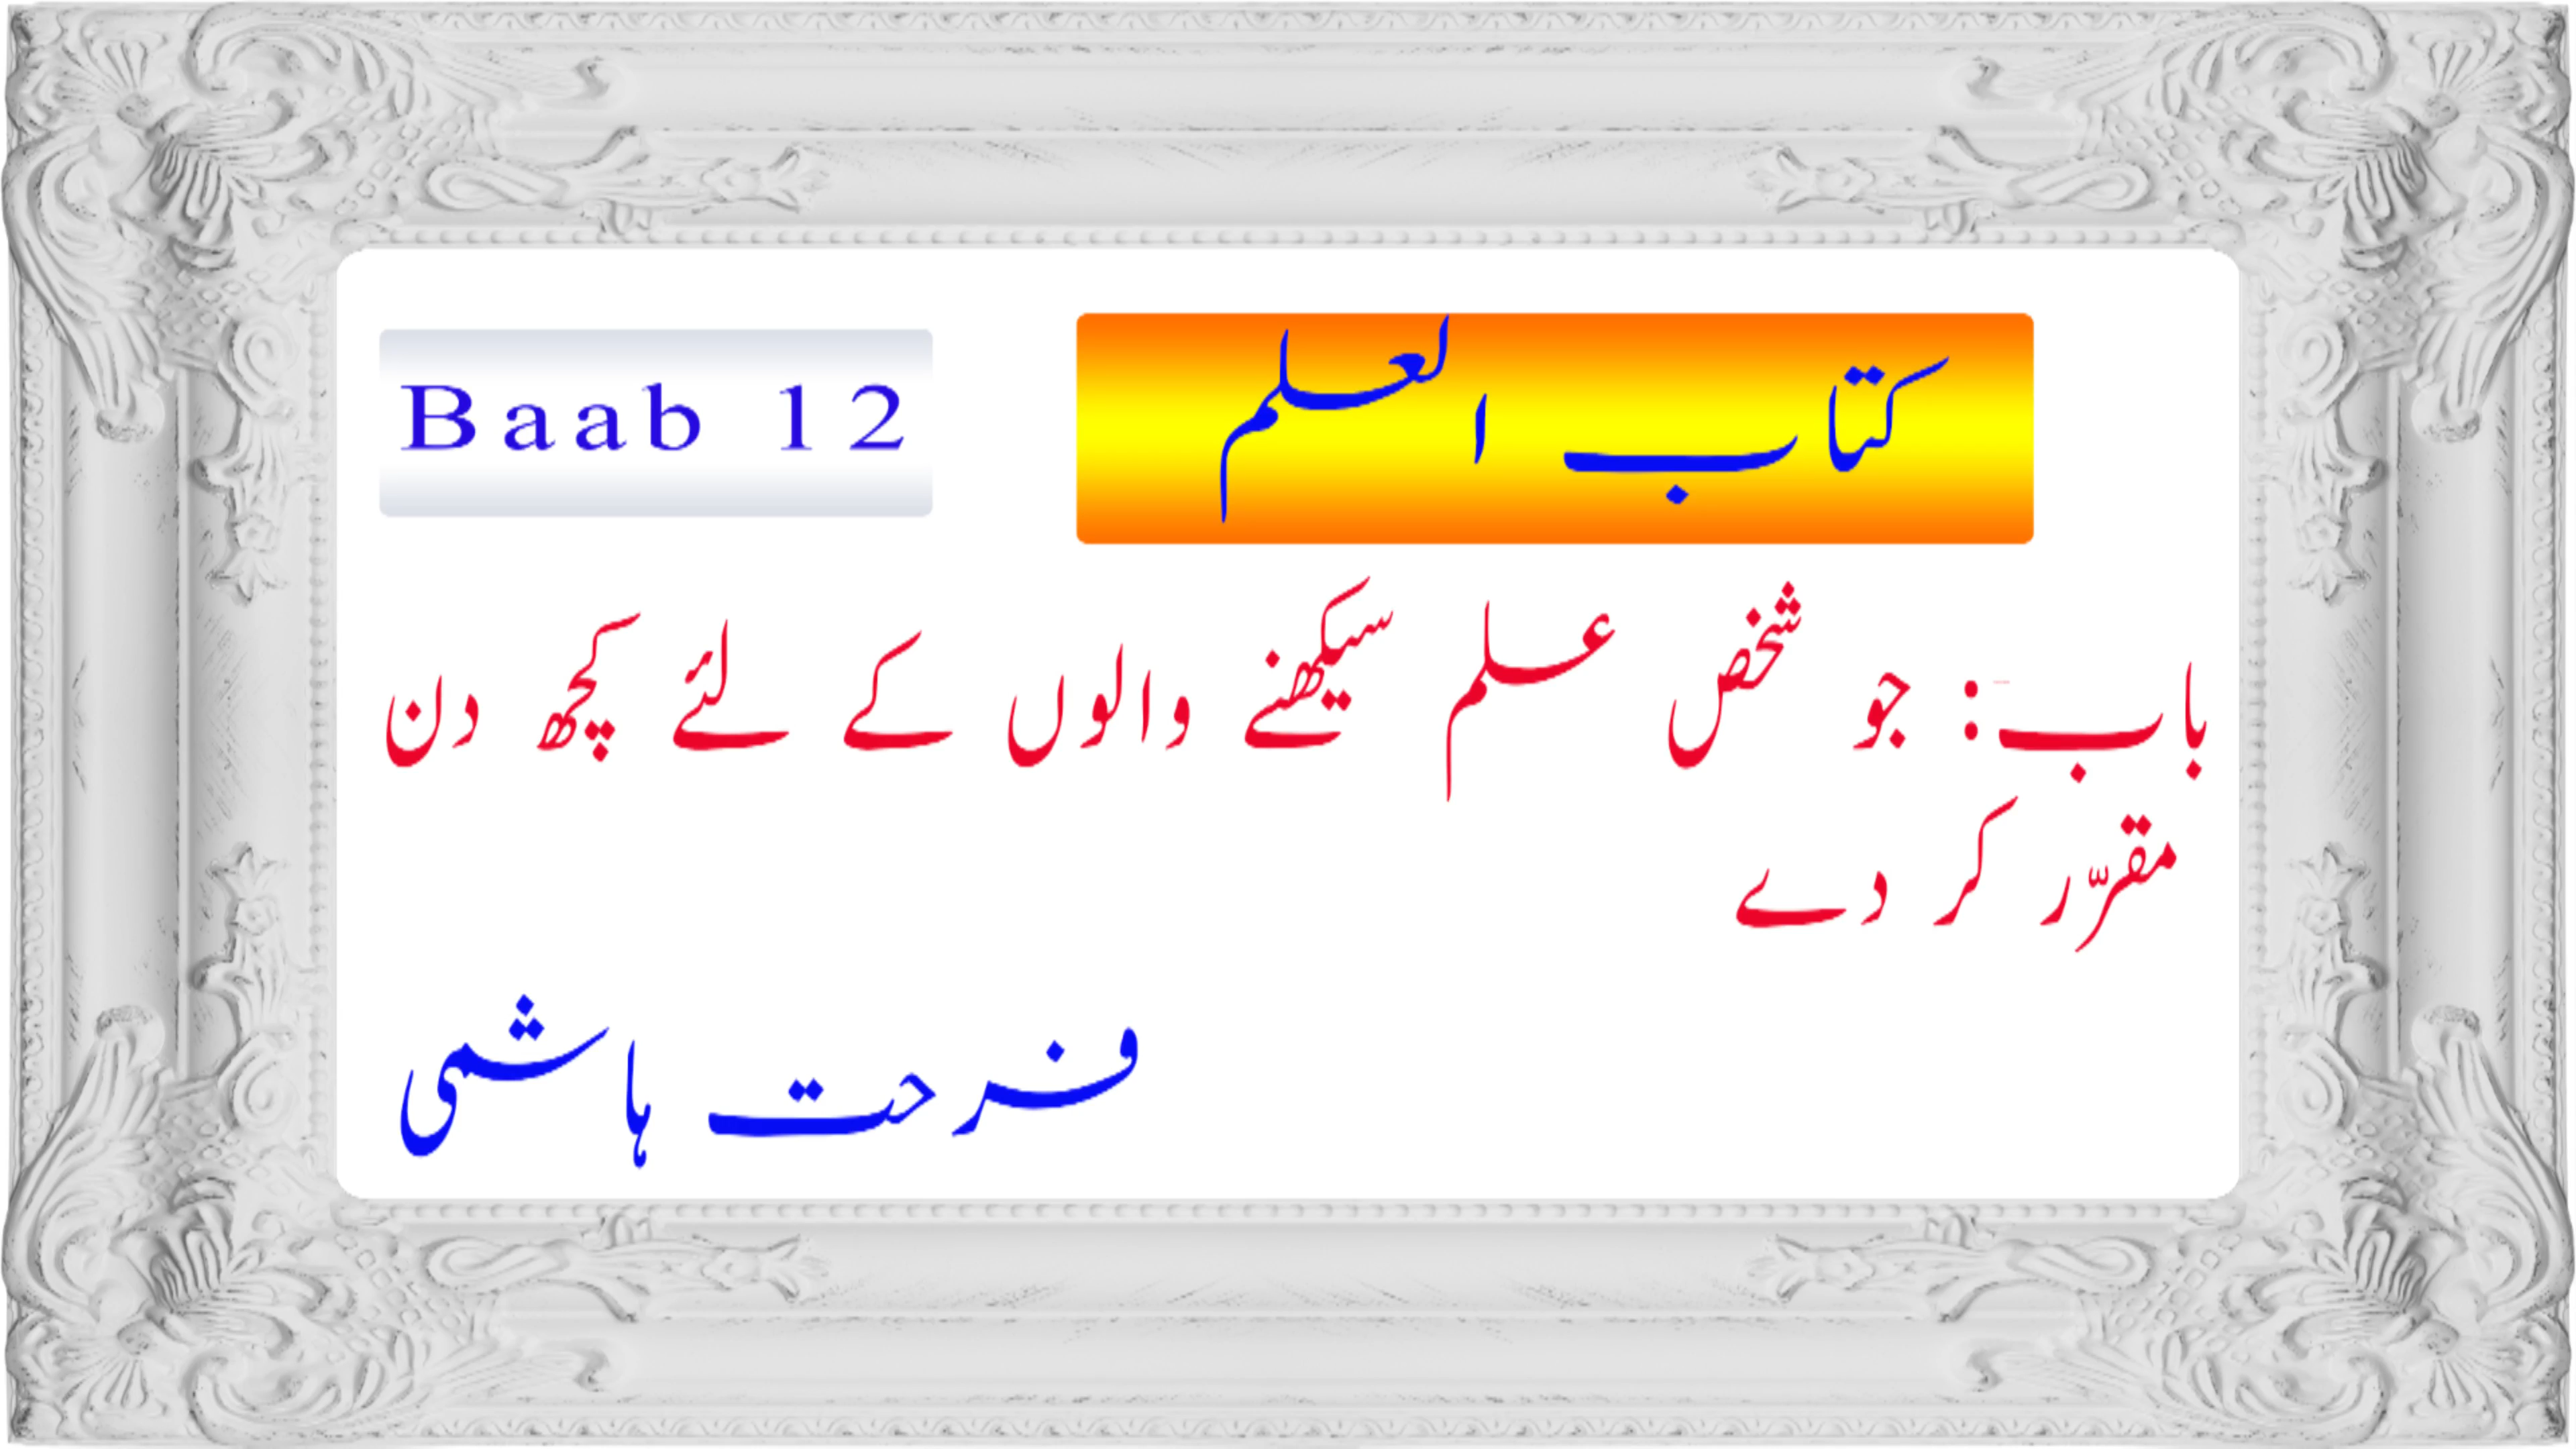 کتاب العلم
Baab 12
باب: جو شخص علم سیکھنے والوں کے لئے کچھ دن
مقرّر کر دے
فرحت ہاشمی